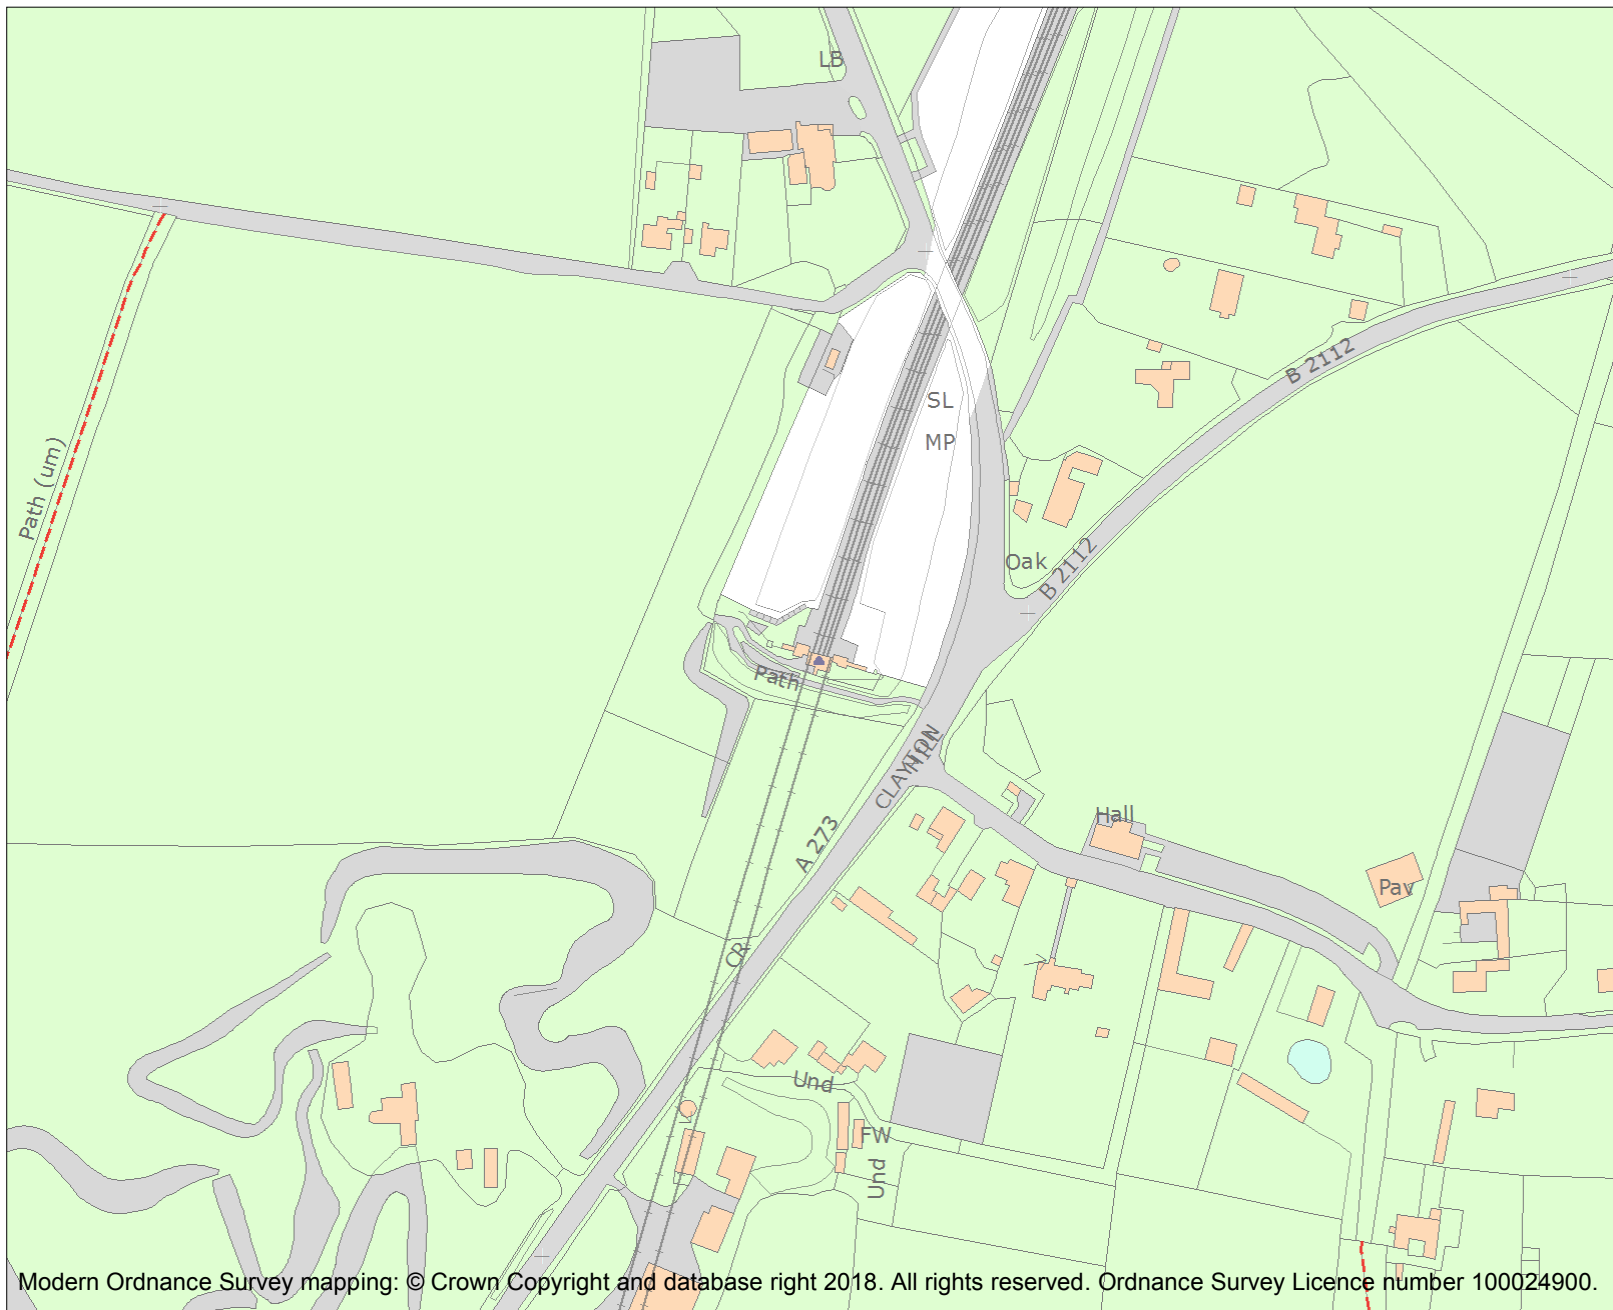 LB
B 2112
SL
MP
Path (um)
Oak
B 2112
Path
CLAYTON
HILL
A 273
Hall
Pav
CR
Und
FW
Und
Modern Ordnance Survey mapping: © Crown Copyright and database right 2018. All rights reserved. Ordnance Survey Licence number 100024900.